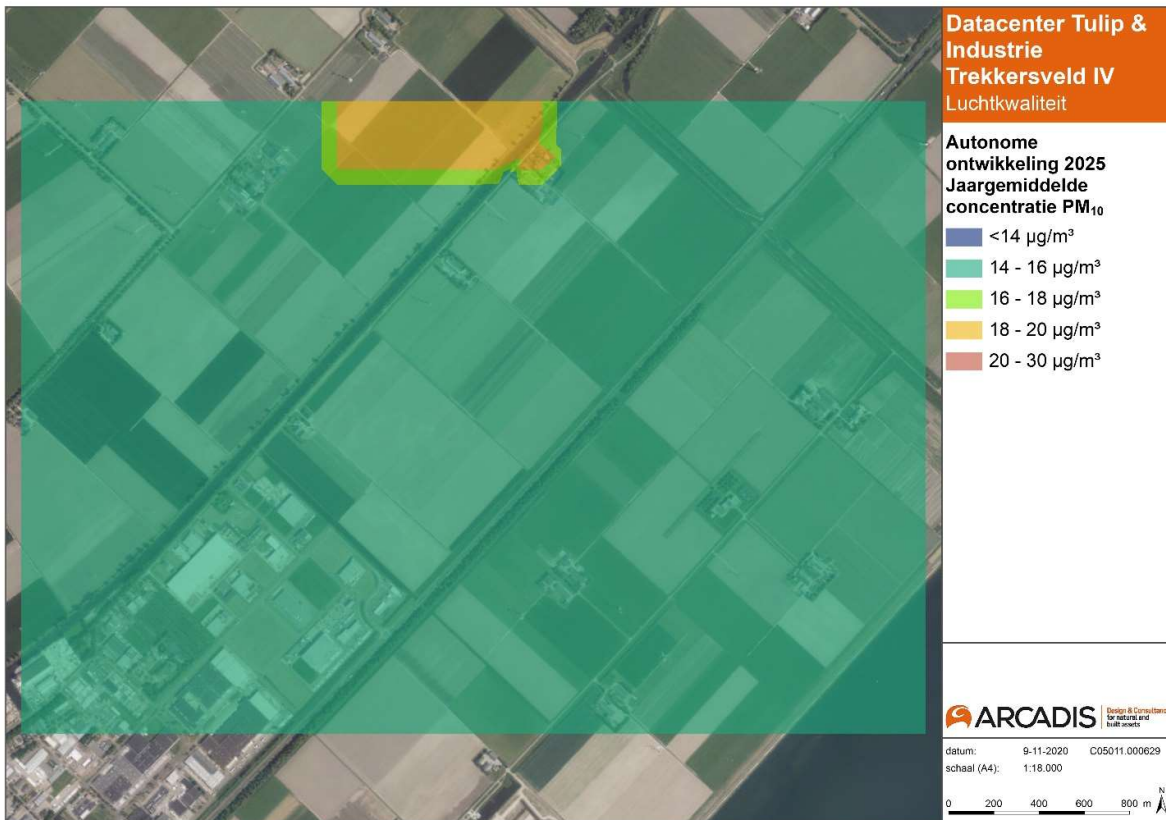 Datacenter Tulip &
Industrie
Trekkersveld IV
Luchtkwaliteit
Autonome
ontwikkeling 2025
Jaargemiddelde
concentratie PM₁₀
<14 µg/m³
14 - 16 µg/m³
16 - 18 µg/m³
18 - 20 µg/m³
20 - 30 µg/m³
ARCADIS
Design & Consultancy
for natural and
built assets
datum: 9-11-2020 C05011.000629
schaal (A4): 1:18.000
0 200 400 600 800 m
N